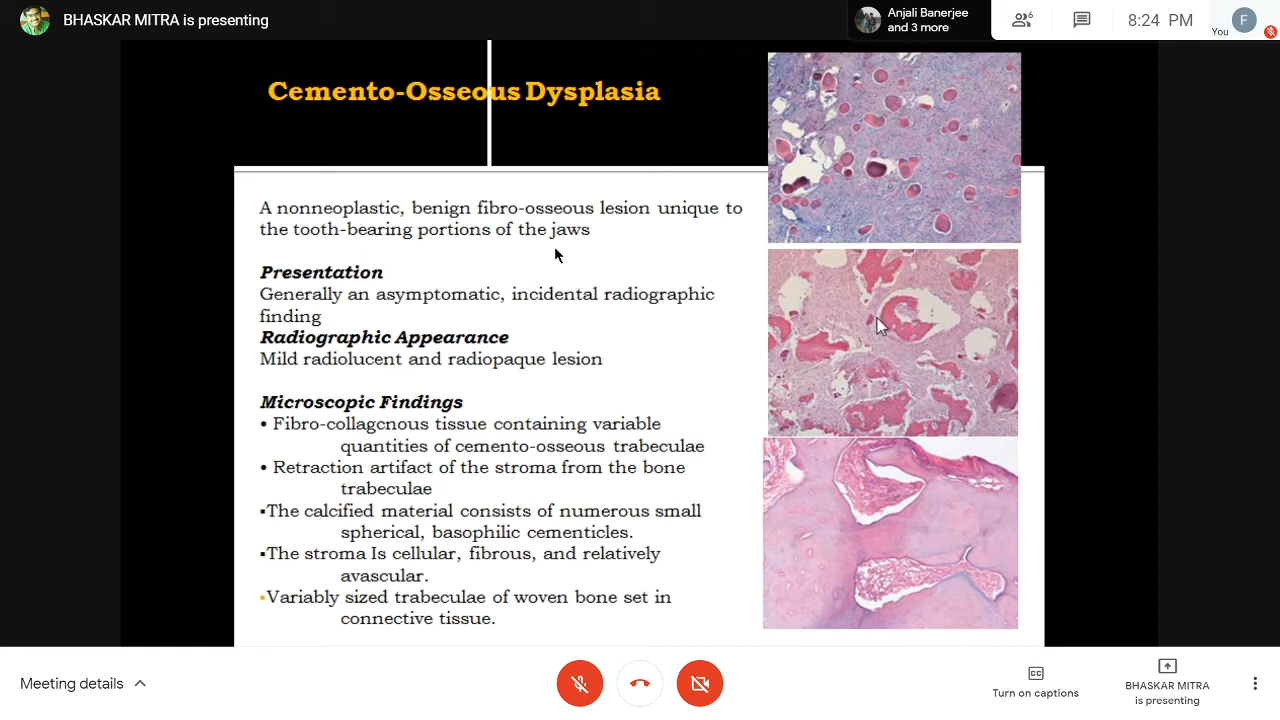 BHASKAR MITRA is presenting
Anjali Banerjee
and 3 more
6
8:24 PM
You
F
Cemento-Osseous Dysplasia
A nonneoplastic, benign fibro-osseous lesion unique to
the tooth-bearing portions of the jaws
Presentation
Generally an asymptomatic, incidental radiographic
finding
Radiographic Appearance
Mild radiolucent and radiopaque lesion
Microscopic Findings
• Fibro-collagcnous tissue containing variable
quantities of cemento-osseous trabeculae
• Retraction artifact of the stroma from the bone
trabeculae
▪The calcified material consists of numerous small
spherical, basophilic cementicles.
▪The stroma Is cellular, fibrous, and relatively
avascular.
▪Variably sized trabeculae of woven bone set in
connective tissue.
Meeting details
CC
Turn on captions
BHASKAR MITRA
is presenting